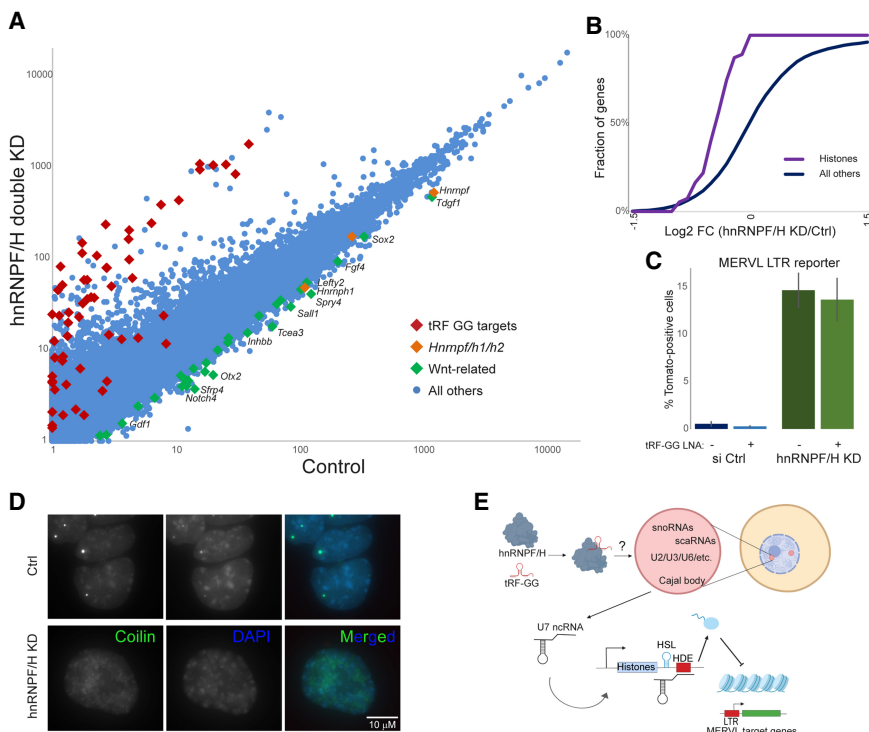 A
hnRNPF/H double KD
10000
1000
100
10
1
1
10
100
1000
10000
Control
Hnrnpf
Tdgf1
Sox2
Fgf4
Lefty2
Hnrnph1
Spry4
Sall1
Tcea3
Inhbb
Otx2
Sfrp4
Notch4
Gdf1
tRF GG targets
Hnrnpf/h1/h2
Wnt-related
All others
B
Fraction of genes
100%
50%
0%
-1.5
0
1.5
Log2 FC (hnRNPF/H KD/Ctrl)
Histones
All others
C
MERVL LTR reporter
% Tomato-positive cells
15
10
5
0
tRF-GG LNA: - + - +
si Ctrl
hnRNPF/H KD
D
Ctrl
hnRNPF/H KD
Coilin
DAPI
Merged
10 µM
E
hnRNPF/H
tRF-GG
?
snoRNAs
scaRNAs
U2/U3/U6/etc.
Cajal body
U7 ncRNA
HSL
HDE
Histones
LTR
MERVL target genes